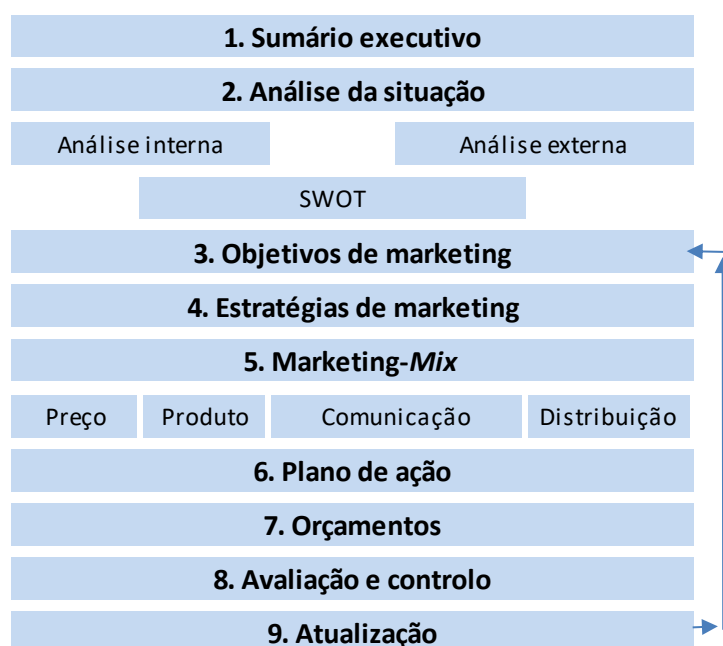 1. Sumário executivo
2. Análise da situação
Análise interna
Análise externa
SWOT
3. Objetivos de marketing
4. Estratégias de marketing
5. Marketing-Mix
Preço
Produto
Comunicação
Distribuição
6. Plano de ação
7. Orçamentos
8. Avaliação e controlo
9. Atualização